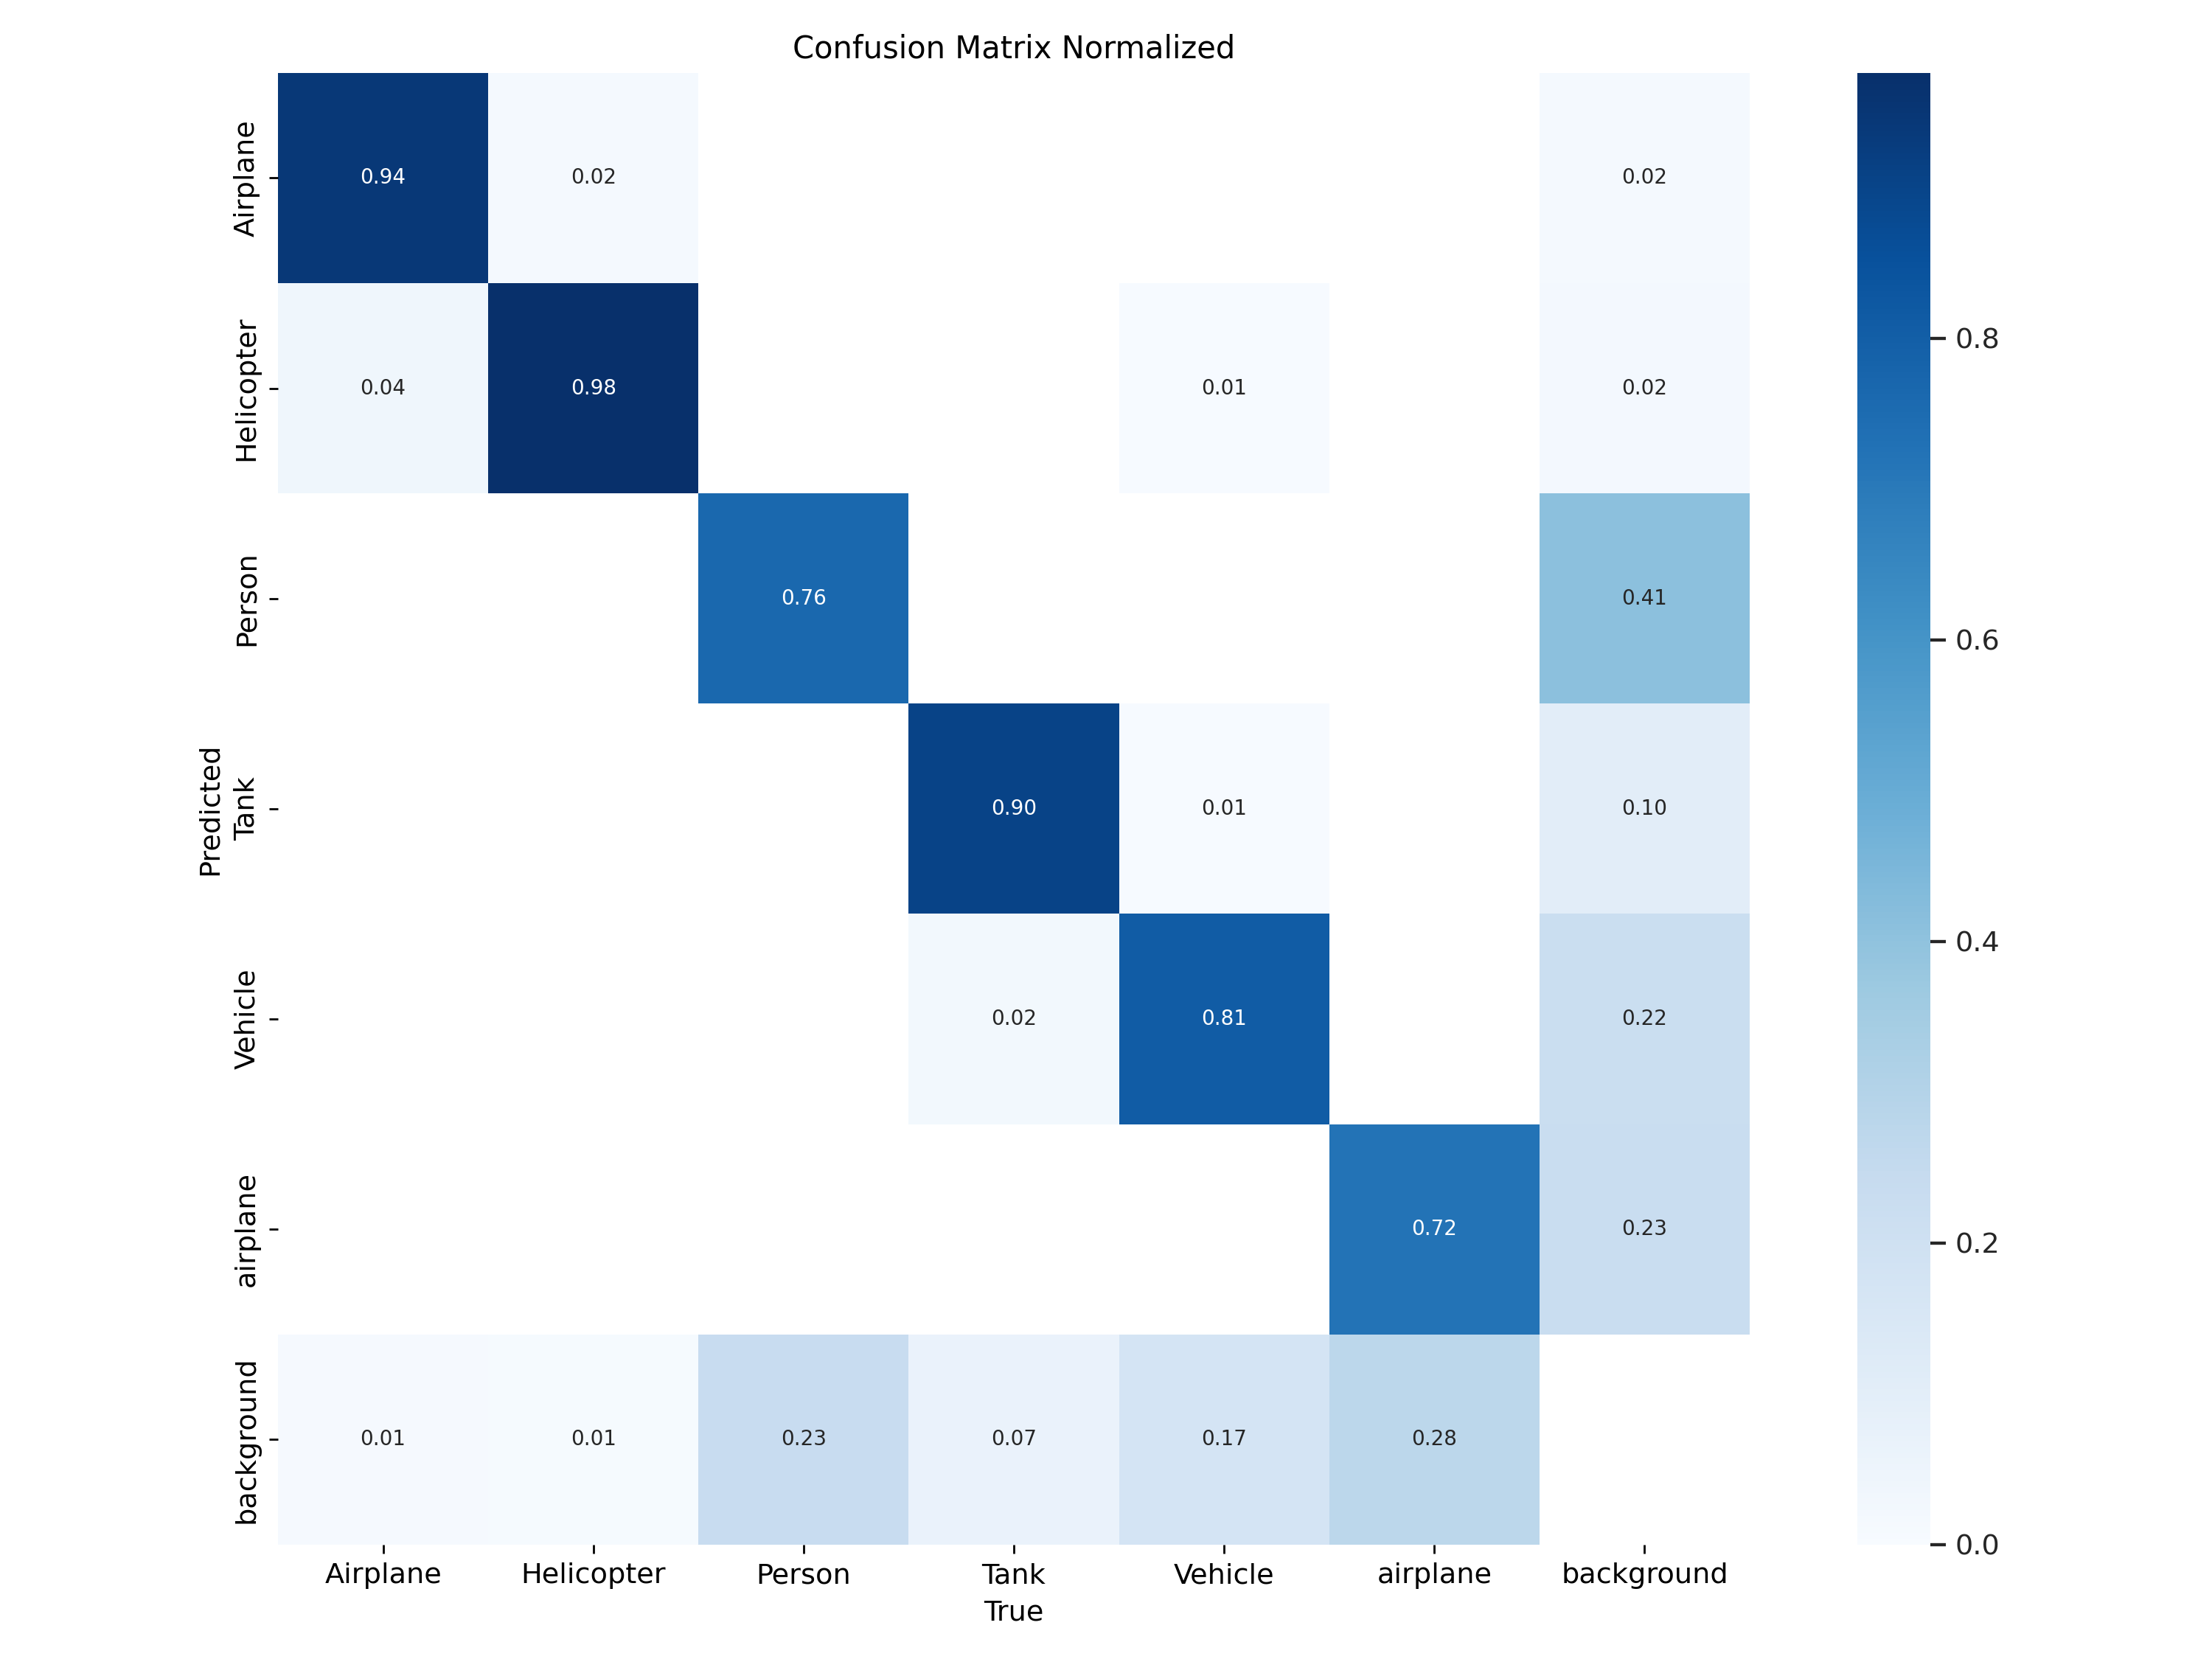 Confusion Matrix Normalized
Airplane
0.94
0.02
0.02
Helicopter
0.04
0.98
0.01
0.02
0.8
Person
0.76
0.41
0.6
Predicted
Tank
0.90
0.01
0.10
0.4
Vehicle
0.02
0.81
0.22
airplane
0.72
0.23
0.2
background
0.01
0.01
0.23
0.07
0.17
0.28
0.0
Airplane Helicopter Person Tank Vehicle airplane background
True